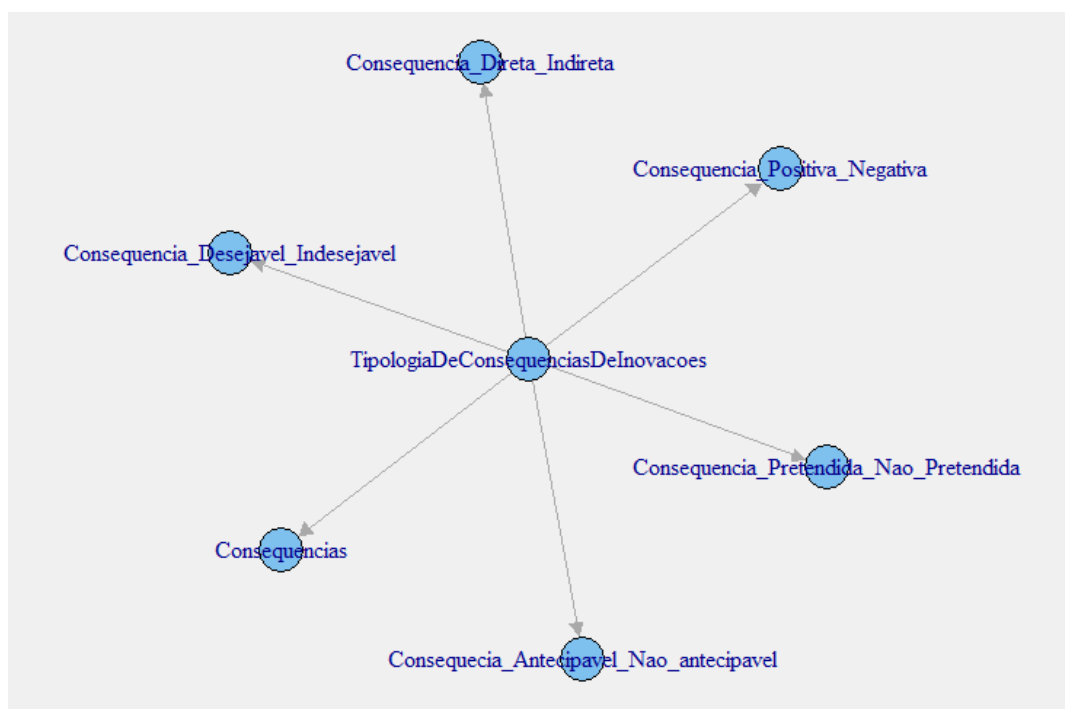 Consequencia_Direta_Indireta
Consequencia_Positiva_Negativa
Consequencia_Desejavel_Indesejavel
TipologiaDeConsequenciasDeInovacoes
Consequencia_Pretendida_Nao_Pretendida
Consequencias
Consequecia_Antecipavel_Nao_antecipavel